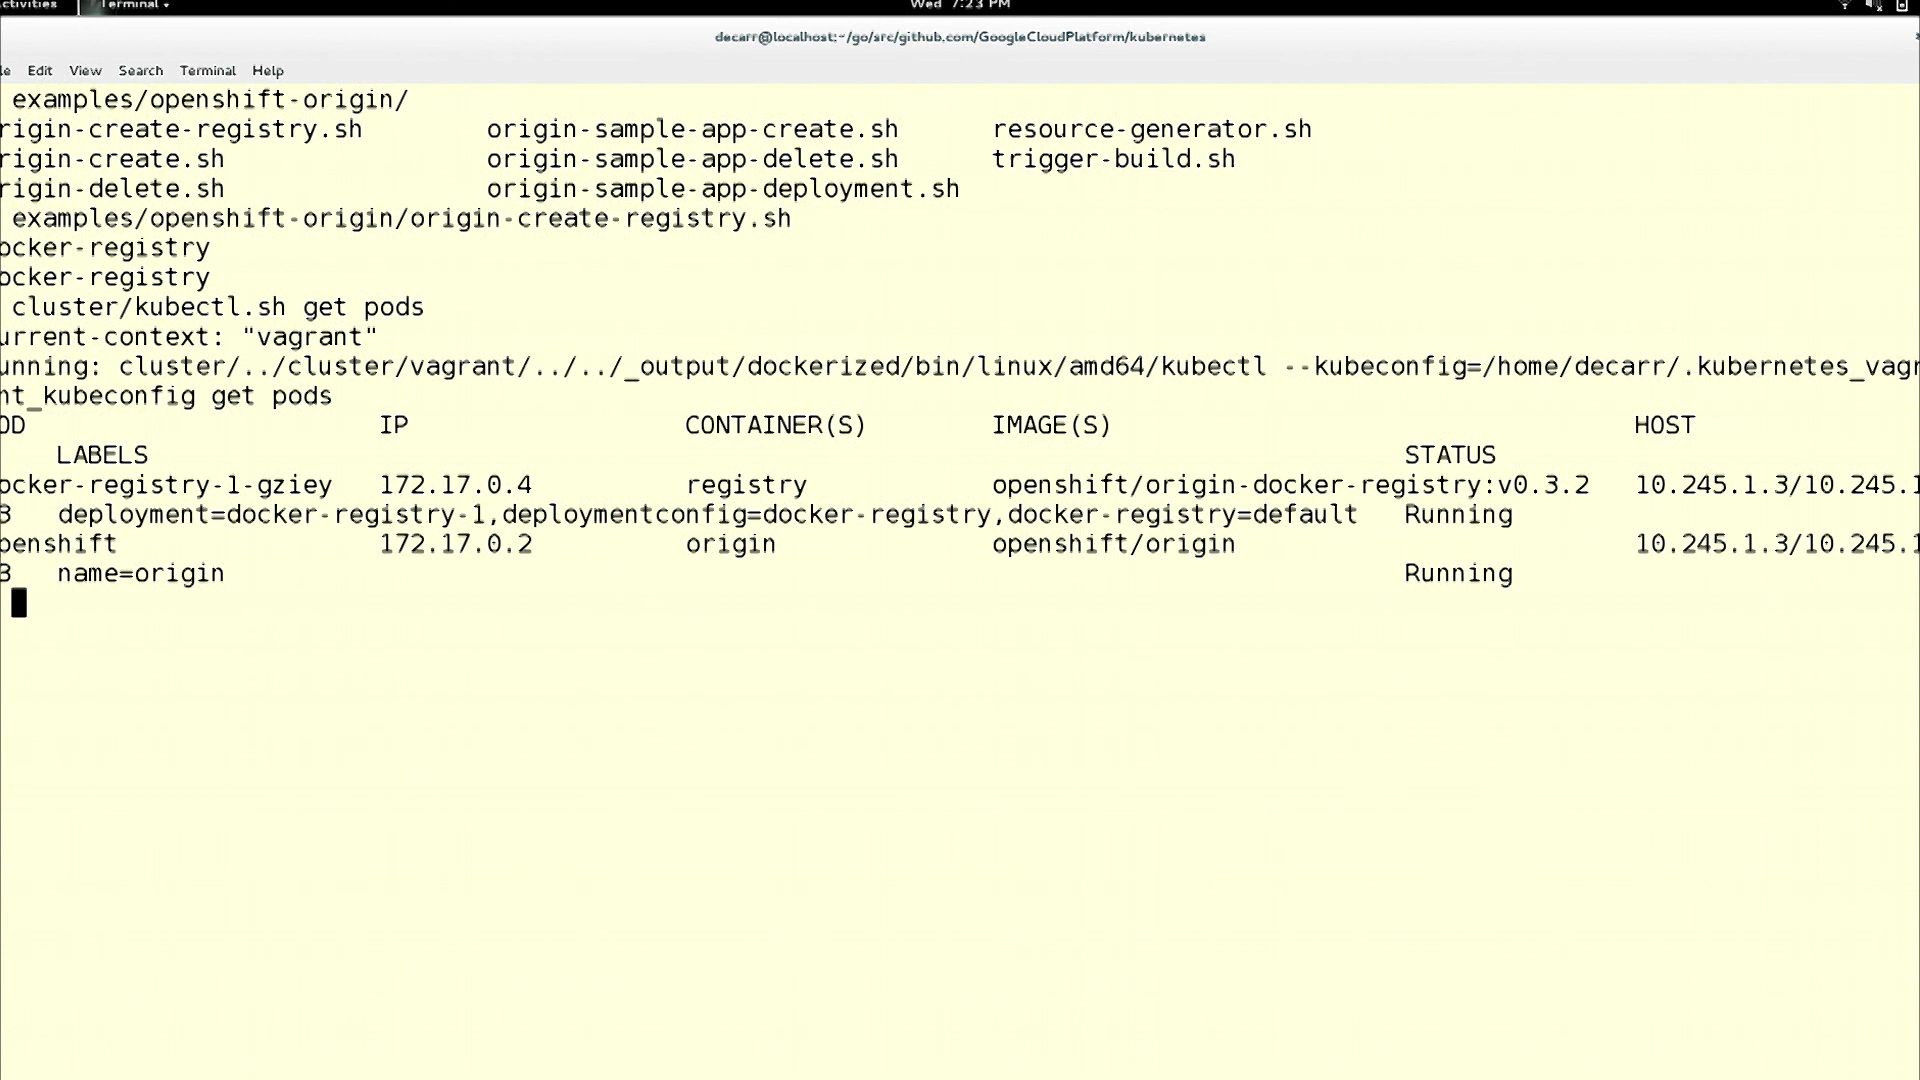 ctivities Terminal Wed 7:23 PM
decarr@localhost:~/go/src/github.com/GoogleCloudPlatform/kubernetes
le Edit View Search Terminal Help
examples/openshift-origin/
rigin-create-registry.sh origin-sample-app-create.sh resource-generator.sh
rigin-create.sh origin-sample-app-delete.sh trigger-build.sh
rigin-delete.sh origin-sample-app-deployment.sh
examples/openshift-origin/origin-create-registry.sh
ocker-registry
ocker-registry
cluster/kubectl.sh get pods
urrent-context: "vagrant"
unning: cluster/../cluster/vagrant/../../_output/dockerized/bin/linux/amd64/kubectl --kubeconfig=/home/decarr/.kubernetes_vagr
nt_kubeconfig get pods
OD IP CONTAINER(S) IMAGE(S) HOST
LABELS STATUS
ocker-registry-1-gziey 172.17.0.4 registry openshift/origin-docker-registry:v0.3.2 10.245.1.3/10.245.1
3 deployment=docker-registry-1,deploymentconfig=docker-registry,docker-registry=default Running
penshift 172.17.0.2 origin openshift/origin 10.245.1.3/10.245.1
3 name=origin Running